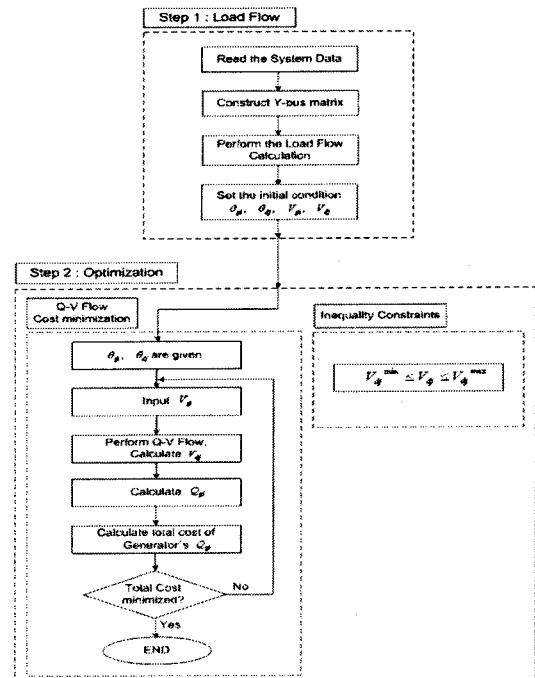 Step 1 : Load Flow
Reed the System Data
Construct Y-bus matrix
Perform the Load Flow
Calculation
Set the initial condition
θ_gi, θ_dj, V_gi, V_dj
Step 2 : Optimization
Q-V Flow
Cost minimization
Inequality Constraints
θ_gi, θ_dj are given
V_dj^min ≤ V_dj ≤ V_dj^max
Input V_gi
Perform Q-V Flow,
Calculate V_dj
Calculate Q_gi
Calculate total cost of
Generator's Q_gi
Total Cost
minimized?
No
Yes
END